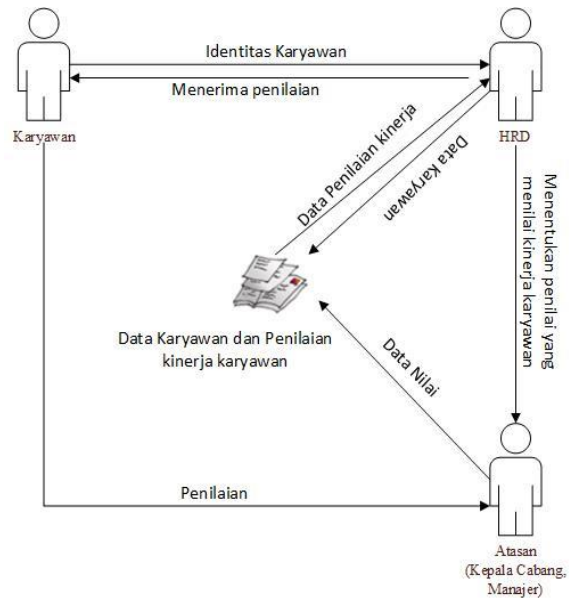 Identitas Karyawan
Menerima penilaian
Karyawan
HRD
Data Penilaian kinerja
Data Karyawan
Menentukan penilai yang
menilai kinerja karyawan
Data Karyawan dan Penilaian
kinerja karyawan
Data Nilai
Penilaian
Atasan
(Kepala Cabang,
Manajer)